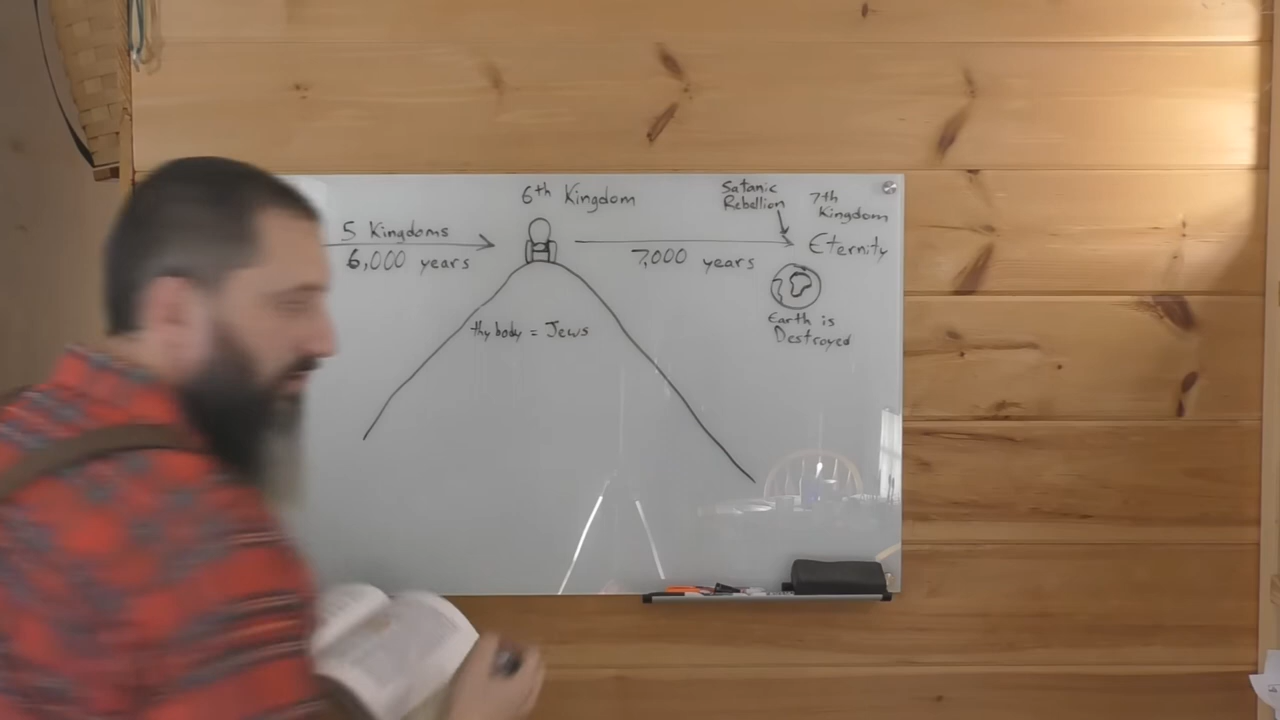 5 Kingdoms
6,000 years
6th Kingdom
thy body = Jews
7,000 years
Satanic
Rebellion
7th
Kingdom
Eternity
Earth is
Destroyed